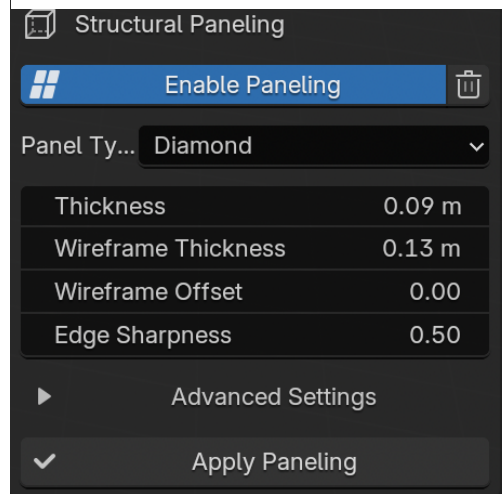 Structural Paneling
Enable Paneling
Panel Ty... Diamond
Thickness 0.09 m
Wireframe Thickness 0.13 m
Wireframe Offset 0.00
Edge Sharpness 0.50
Advanced Settings
Apply Paneling